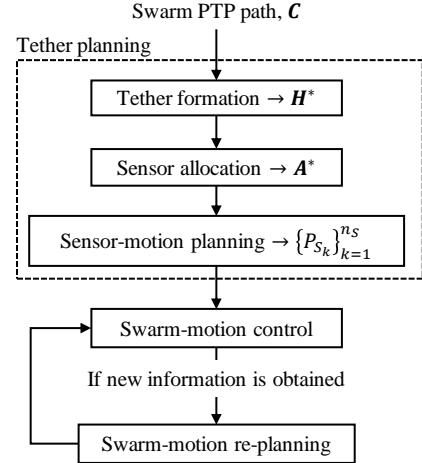 Swarm PTP path, C
Tether planning
Tether formation → H*
Sensor allocation → A*
Sensor-motion planning → {P_{S_k}}_{k=1}^{n_S}
Swarm-motion control
If new information is obtained
Swarm-motion re-planning